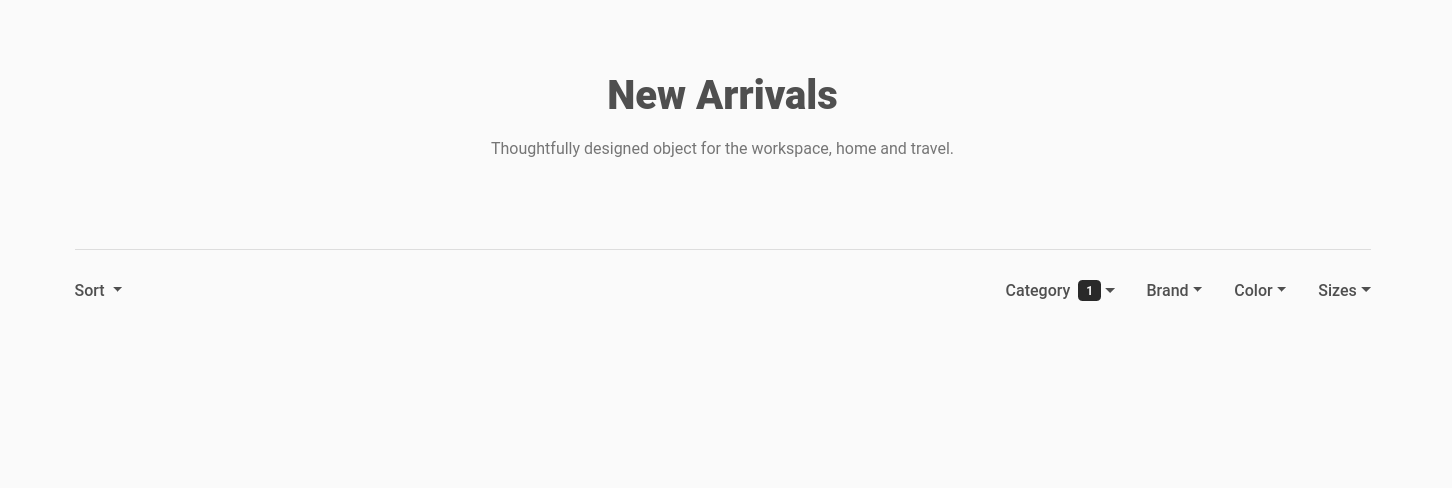 New Arrivals
Thoughtfully designed object for the workspace, home and travel.
Sort Category 1 Brand Color Sizes